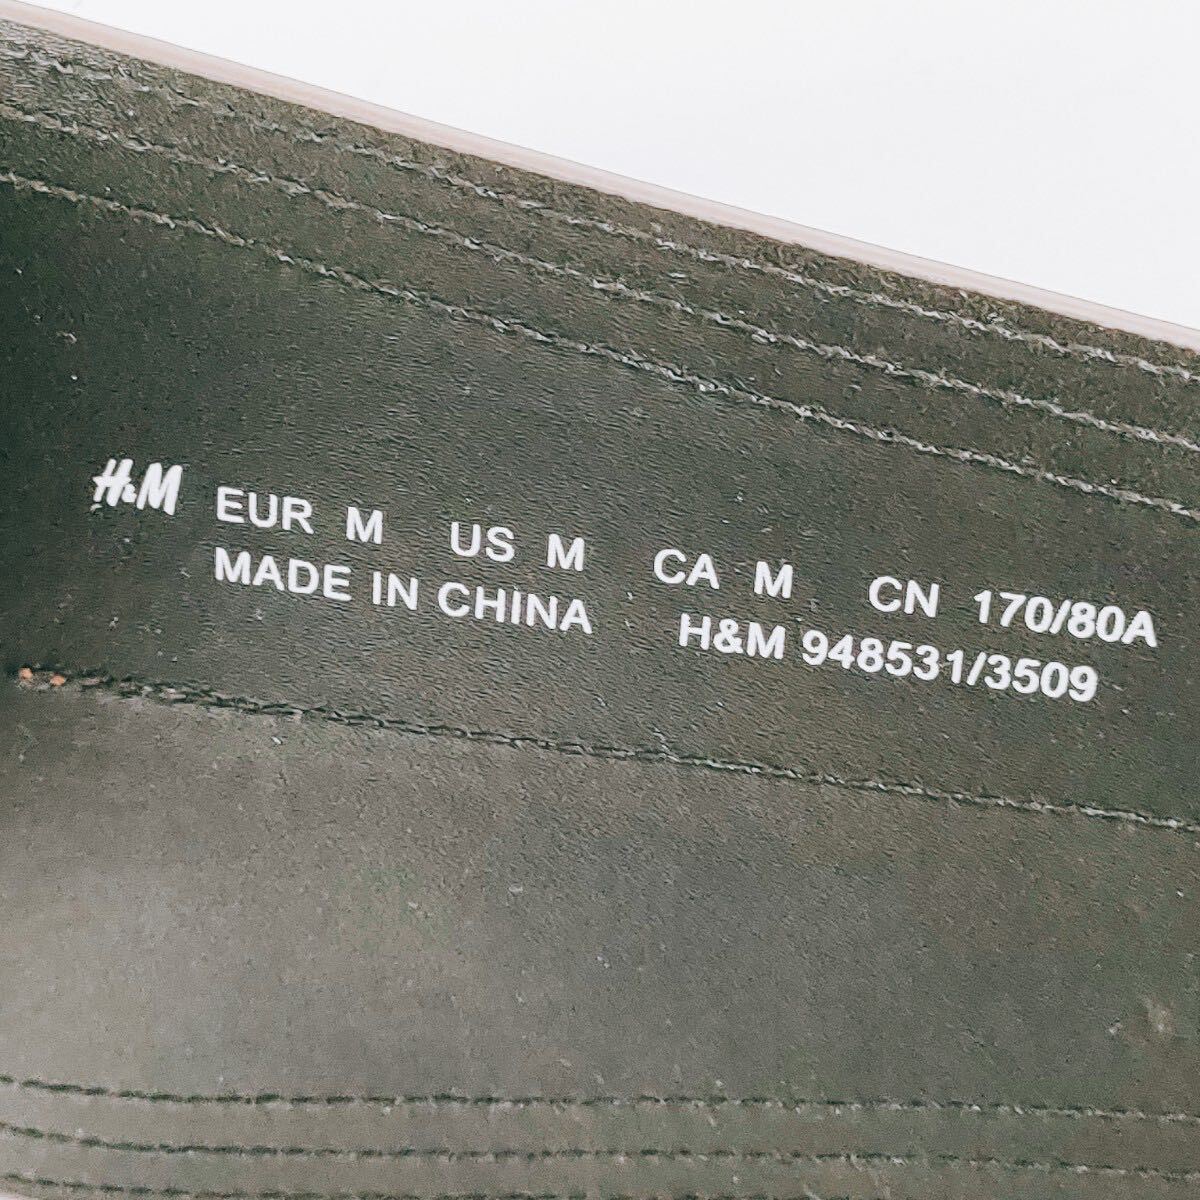 H&M EUR M US M CA M CN 170/80A
MADE IN CHINA H&M 948531/3509